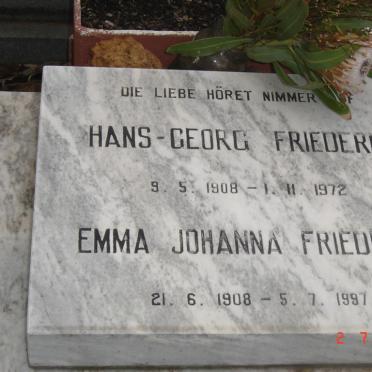 DIE LIEBE HÖRET NIMMER
HANS-GEORG FRIEDER
9. 5. 1908 - 1. 11. 1972
EMMA JOHANNA FRIED
21. 6. 1908 - 5. 7. 1997
2 7